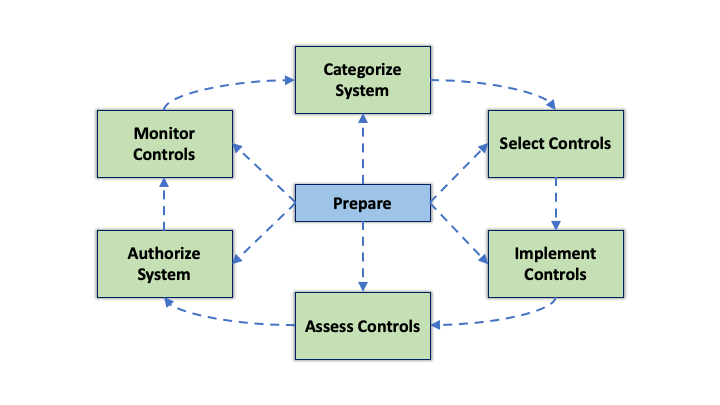 Categorize
System
Monitor
Controls
Select Controls
Prepare
Authorize
System
Implement
Controls
Assess Controls